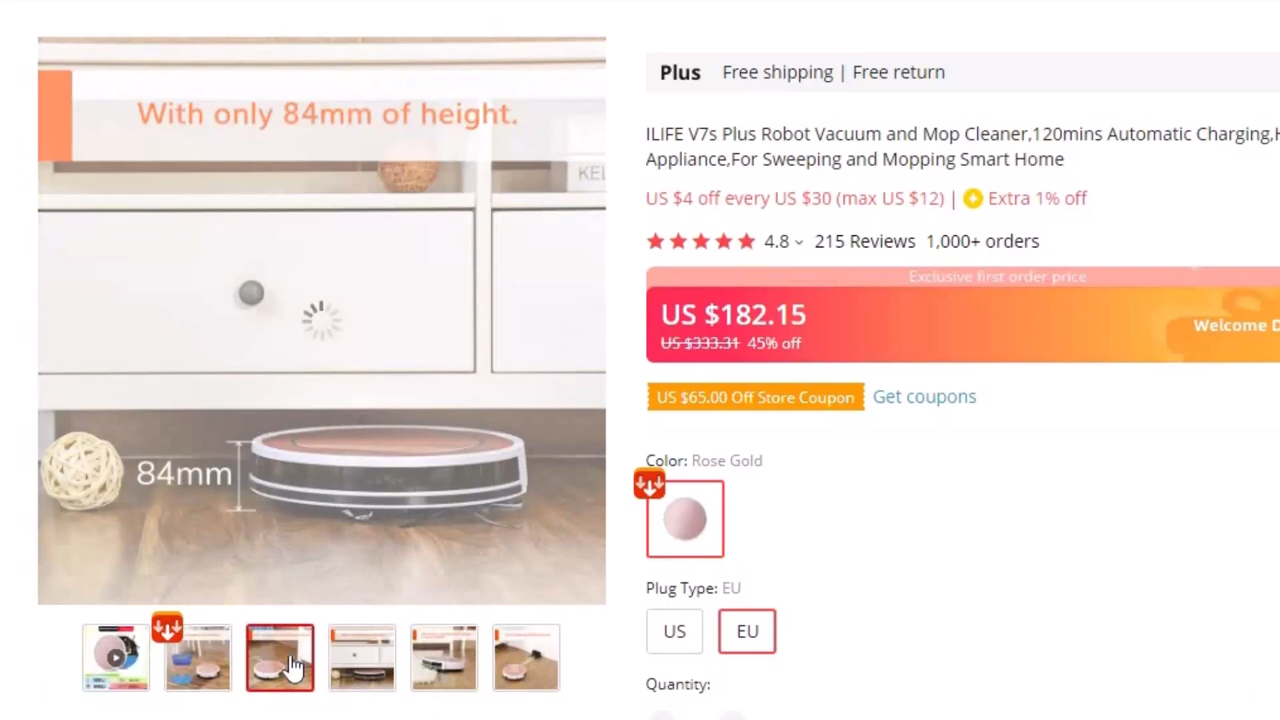 With only 84mm of height.
KEL
84mm
Plus Free shipping | Free return
ILIFE V7s Plus Robot Vacuum and Mop Cleaner,120mins Automatic Charging,H
Appliance,For Sweeping and Mopping Smart Home
US $4 off every US $30 (max US $12) | Extra 1% off
4.8 215 Reviews 1,000+ orders
Exclusive first order price
US $182.15
Welcome D
US $333.31 45% off
US $65.00 Off Store Coupon Get coupons
Color: Rose Gold
Plug Type: EU
US EU
Quantity: